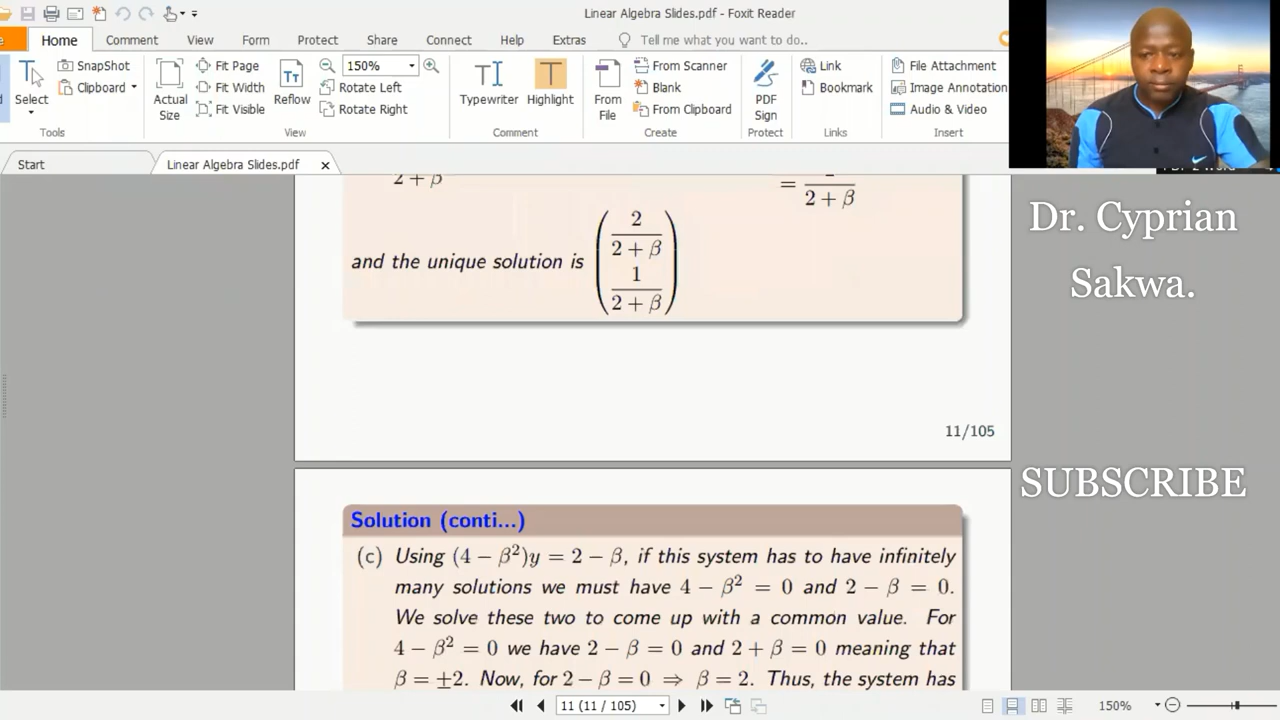 Linear Algebra Slides.pdf - Foxit Reader
Home Comment View Form Protect Share Connect Help Extras Tell me what you want to do..
Select
SnapShot
Clipboard
Tools
Actual Size
Fit Page
Fit Width
Fit Visible
Reflow
150%
Rotate Left
Rotate Right
View
Typewriter
Highlight
Comment
From File
From Scanner
Blank
From Clipboard
Create
PDF Sign
Protect
Link
Bookmark
Links
File Attachment
Image Annotation
Audio & Video
Insert
Start
Linear Algebra Slides.pdf
2 + β
= 
2 + β
and the unique solution is
2
2 + β
1
2 + β
11/105
Solution (conti...)
(c) Using (4 − β²)y = 2 − β, if this system has to have infinitely
many solutions we must have 4 − β² = 0 and 2 − β = 0.
We solve these two to come up with a common value. For
4 − β² = 0 we have 2 − β = 0 and 2 + β = 0 meaning that
β = ±2. Now, for 2 − β = 0 ⇒ β = 2. Thus, the system has
Dr. Cyprian
Sakwa.
SUBSCRIBE
11 (11 / 105)
150%